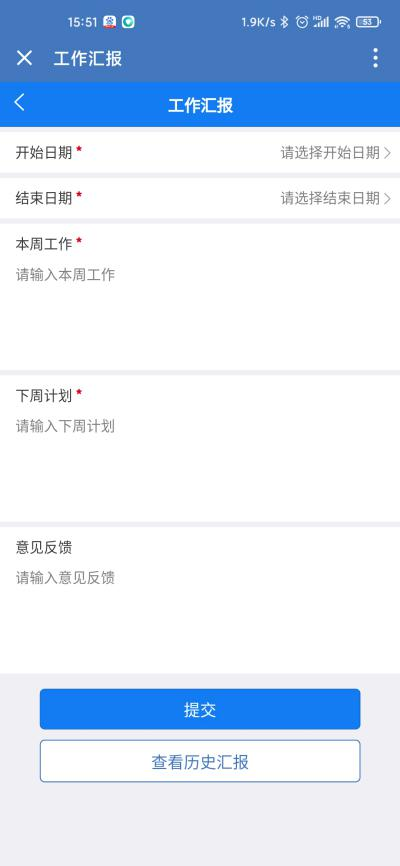 15:51
1.9K/s
HD
53
工作汇报
工作汇报
开始日期 *
请选择开始日期
结束日期 *
请选择结束日期
本周工作 *
请输入本周工作
下周计划 *
请输入下周计划
意见反馈
请输入意见反馈
提交
查看历史汇报